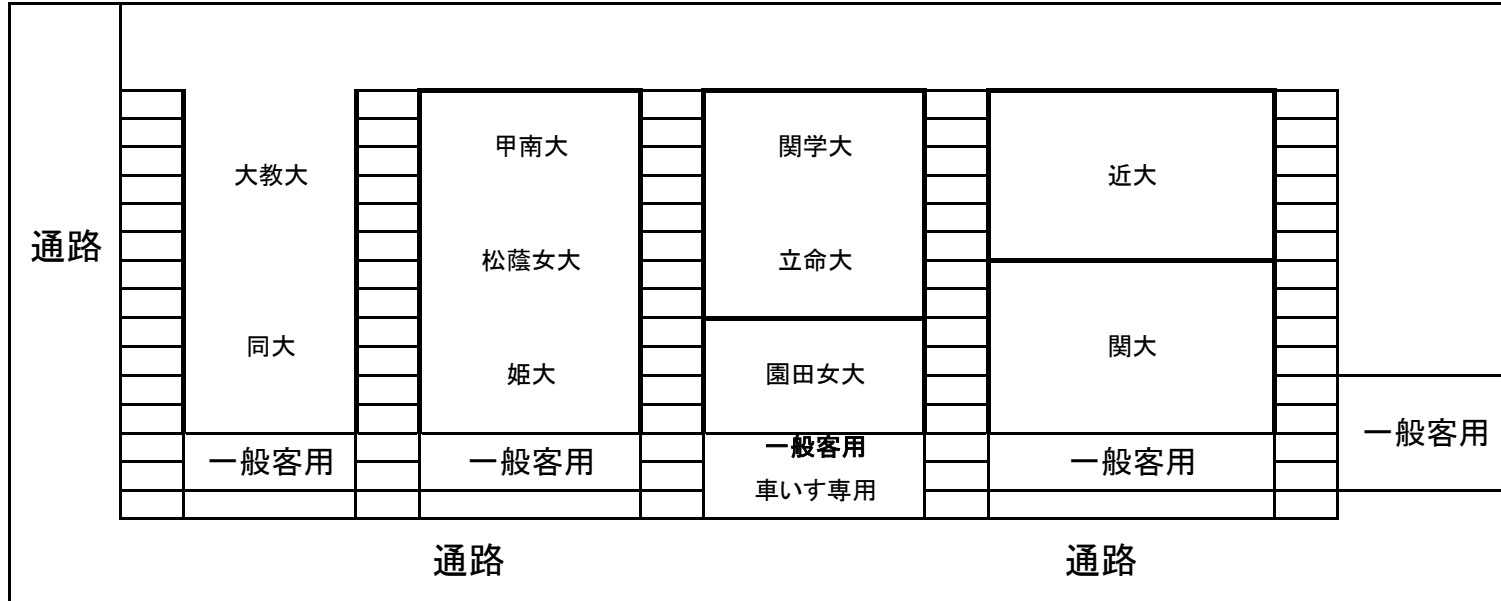 甲南大
関学大
大教大
近大
通路
松蔭女大
立命大
同大
関大
姫大
園田女大
一般客用
一般客用
一般客用
一般客用
一般客用
車いす専用
通路
通路